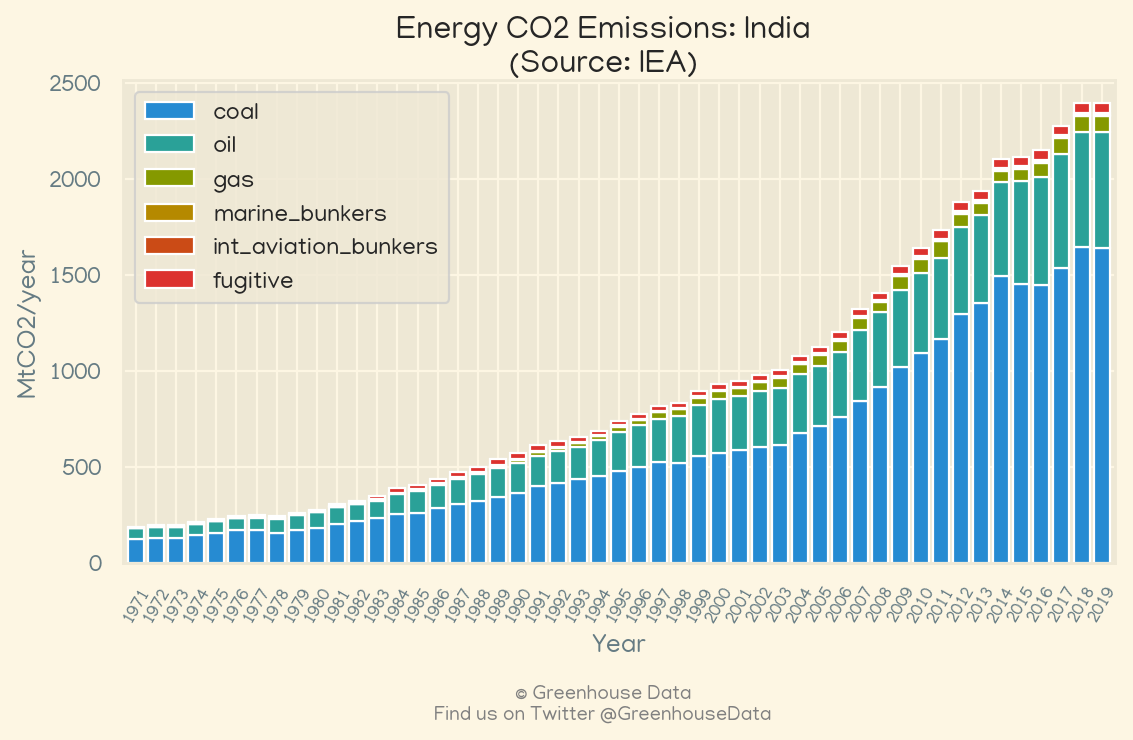 Energy CO2 Emissions: India
(Source: IEA)
2500
2000
1500
1000
500
0
MtCO2/year
coal
oil
gas
marine_bunkers
int_aviation_bunkers
fugitive
1971 1972 1973 1974 1975 1976 1977 1978 1979 1980 1981 1982 1983 1984 1985 1986 1987 1988 1989 1990 1991 1992 1993 1994 1995 1996 1997 1998 1999 2000 2001 2002 2003 2004 2005 2006 2007 2008 2009 2010 2011 2012 2013 2014 2015 2016 2017 2018 2019
Year
© Greenhouse Data
Find us on Twitter @GreenhouseData